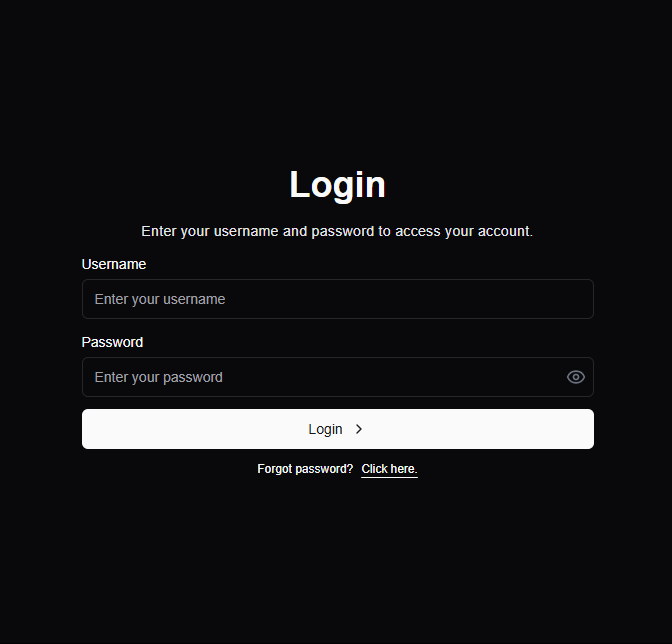 Login
Enter your username and password to access your account.
Username
Enter your username
Password
Enter your password
Login
Forgot password? Click here.